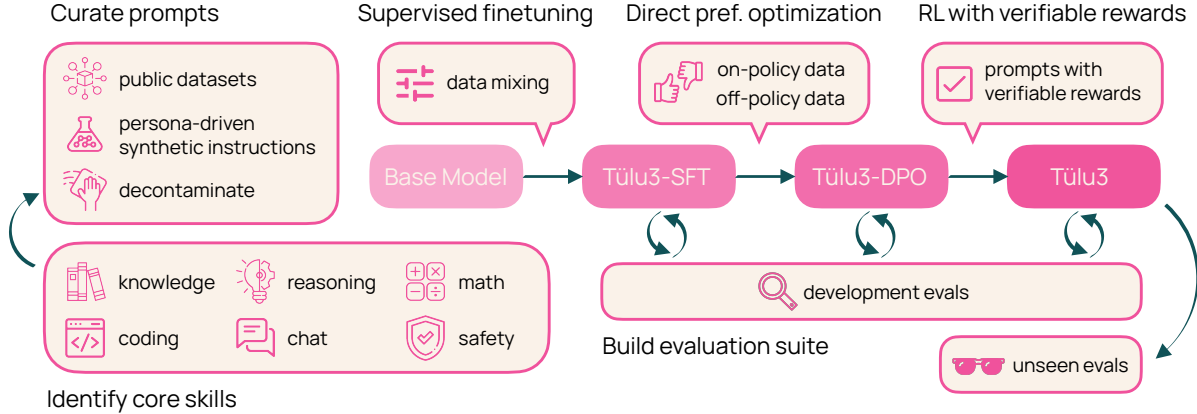 Curate prompts
public datasets
persona-driven
synthetic instructions
decontaminate
Supervised finetuning
data mixing
Direct pref. optimization
on-policy data
off-policy data
RL with verifiable rewards
prompts with
verifiable rewards
Base Model
Tülu3-SFT
Tülu3-DPO
Tülu3
knowledge
reasoning
math
coding
chat
safety
Identify core skills
development evals
Build evaluation suite
unseen evals